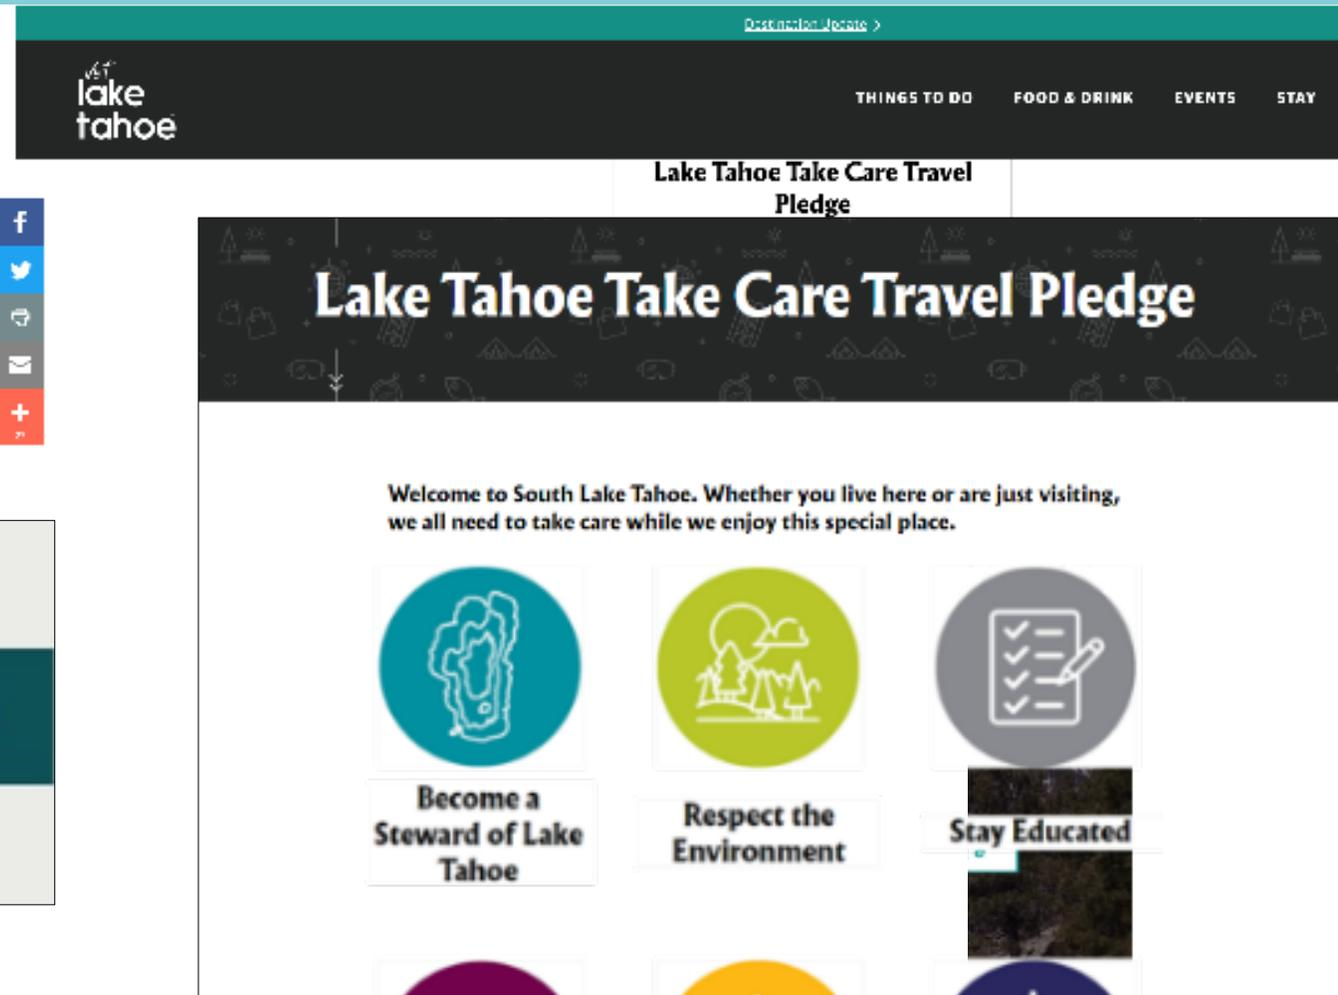 Destination Update >
visit
lake
tahoe
THINGS TO DO FOOD & DRINK EVENTS STAY
Lake Tahoe Take Care Travel
Pledge
Lake Tahoe Take Care Travel Pledge
Welcome to South Lake Tahoe. Whether you live here or are just visiting,
we all need to take care while we enjoy this special place.
Become a
Steward of Lake
Tahoe
Respect the
Environment
Stay Educated